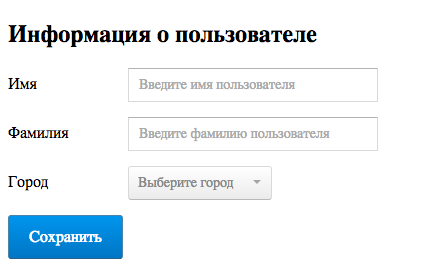 Информация о пользователе
Имя
Введите имя пользователя
Фамилия
Введите фамилию пользователя
Город
Выберите город
Сохранить